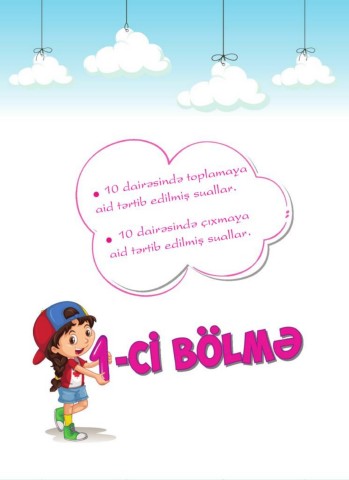 • 10 dairəsində toplamaya
aid tərtib edilmiş suallar.
• 10 dairəsində çıxmaya
aid tərtib edilmiş suallar.
1-Cİ BÖLMƏ